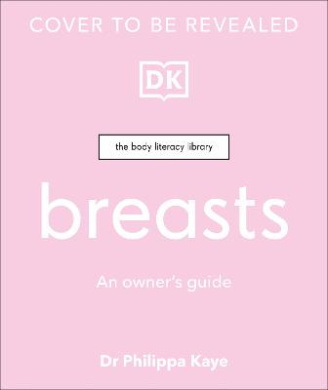 COVER TO BE REVEALED
DK
the body literacy library
breasts
An owner's guide
Dr Philippa Kaye